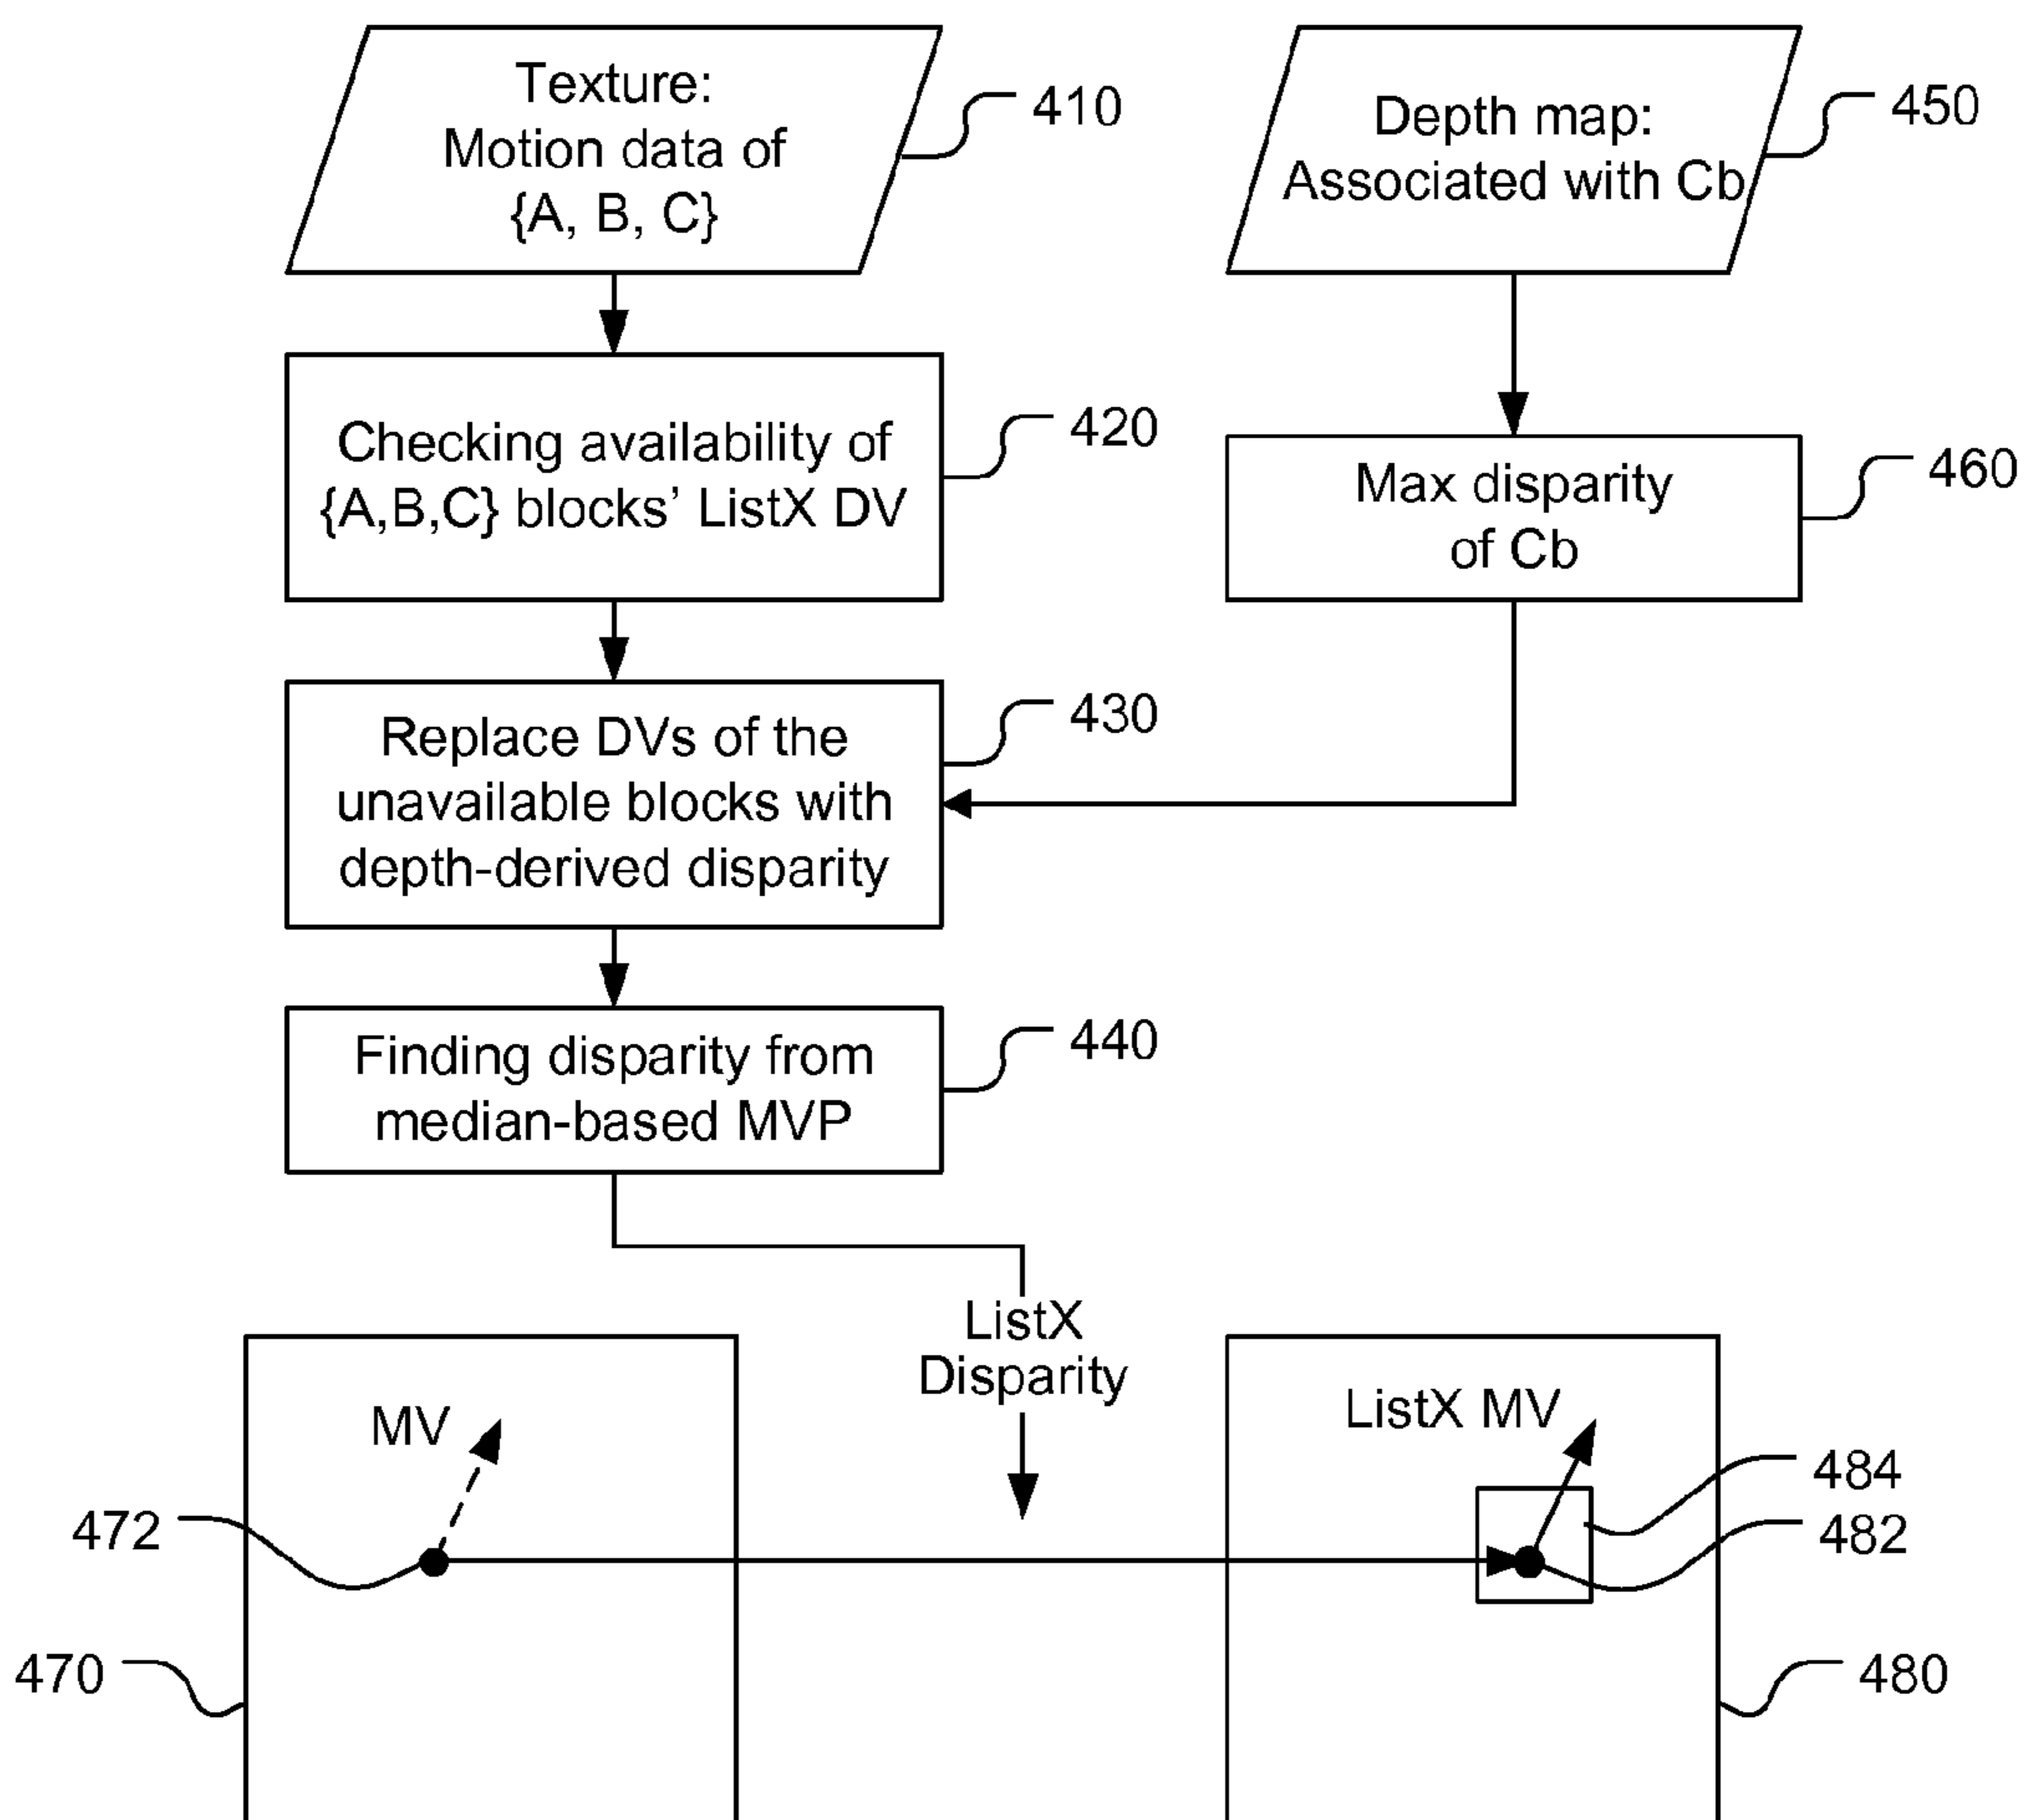 Texture:
Motion data of
{A, B, C}
410
Depth map:
Associated with Cb
450
Checking availability of
{A,B,C} blocks’ ListX DV
420
Max disparity
of Cb
460
Replace DVs of the
unavailable blocks with
depth-derived disparity
430
Finding disparity from
median-based MVP
440
ListX
Disparity
MV
472
470
ListX MV
484
482
480